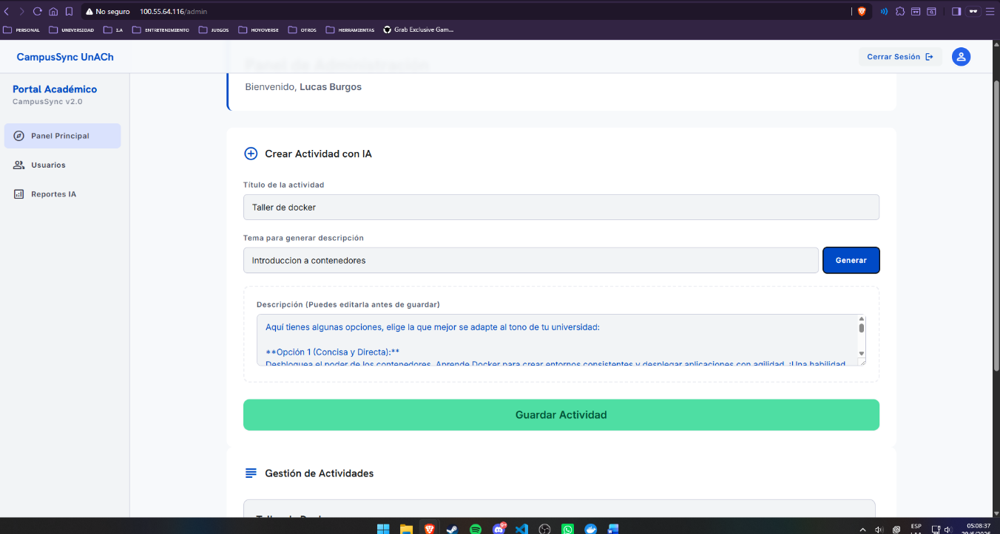 No seguro
100.55.64.116/admin
PERSONAL
UNIVERSIDAD
I.A
ENTRETENIMIENTO
JUEGOS
HOYOVERSE
OTROS
HERRAMIENTAS
Grab Exclusive Gam...
CampusSync UnACh
Cerrar Sesión
Portal Académico
CampusSync v2.0
Panel Principal
Usuarios
Reportes IA
Panel de Administración
Bienvenido, Lucas Burgos
Crear Actividad con IA
Título de la actividad
Taller de docker
Tema para generar descripción
Introduccion a contenedores
Generar
Descripción (Puedes editarla antes de guardar)
Aquí tienes algunas opciones, elige la que mejor se adapte al tono de tu universidad:
**Opción 1 (Concisa y Directa):**
Desbloquea el poder de los contenedores. Aprende Docker para crear entornos consistentes y desplegar aplicaciones con agilidad. ¡Una habilidad
Guardar Actividad
Gestión de Actividades
9+
ESP
05:08:37